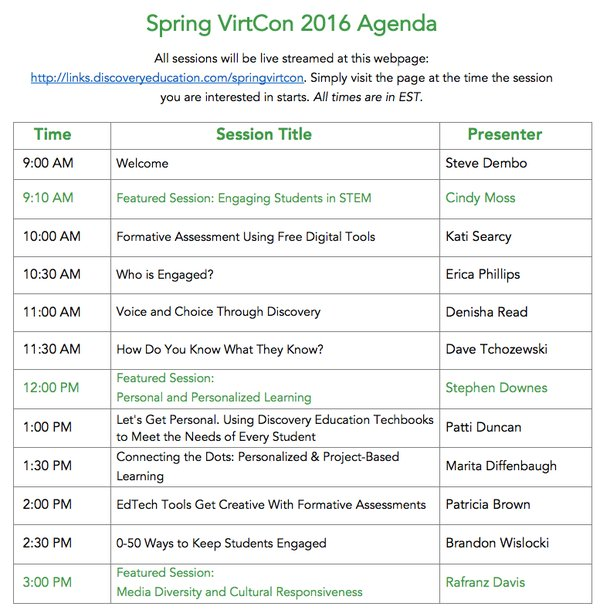 Spring VirtCon 2016 Agenda
All sessions will be live streamed at this webpage:
http://links.discoveryeducation.com/springvirtcon. Simply visit the page at the time the session
you are interested in starts. All times are in EST.
Time Session Title Presenter
9:00 AM Welcome Steve Dembo
9:10 AM Featured Session: Engaging Students in STEM Cindy Moss
10:00 AM Formative Assessment Using Free Digital Tools Kati Searcy
10:30 AM Who is Engaged? Erica Phillips
11:00 AM Voice and Choice Through Discovery Denisha Read
11:30 AM How Do You Know What They Know? Dave Tchozewski
12:00 PM Featured Session:
Personal and Personalized Learning Stephen Downes
1:00 PM Let's Get Personal. Using Discovery Education Techbooks
to Meet the Needs of Every Student Patti Duncan
1:30 PM Connecting the Dots: Personalized & Project-Based
Learning Marita Diffenbaugh
2:00 PM EdTech Tools Get Creative With Formative Assessments Patricia Brown
2:30 PM 0-50 Ways to Keep Students Engaged Brandon Wislocki
3:00 PM Featured Session:
Media Diversity and Cultural Responsiveness Rafranz Davis